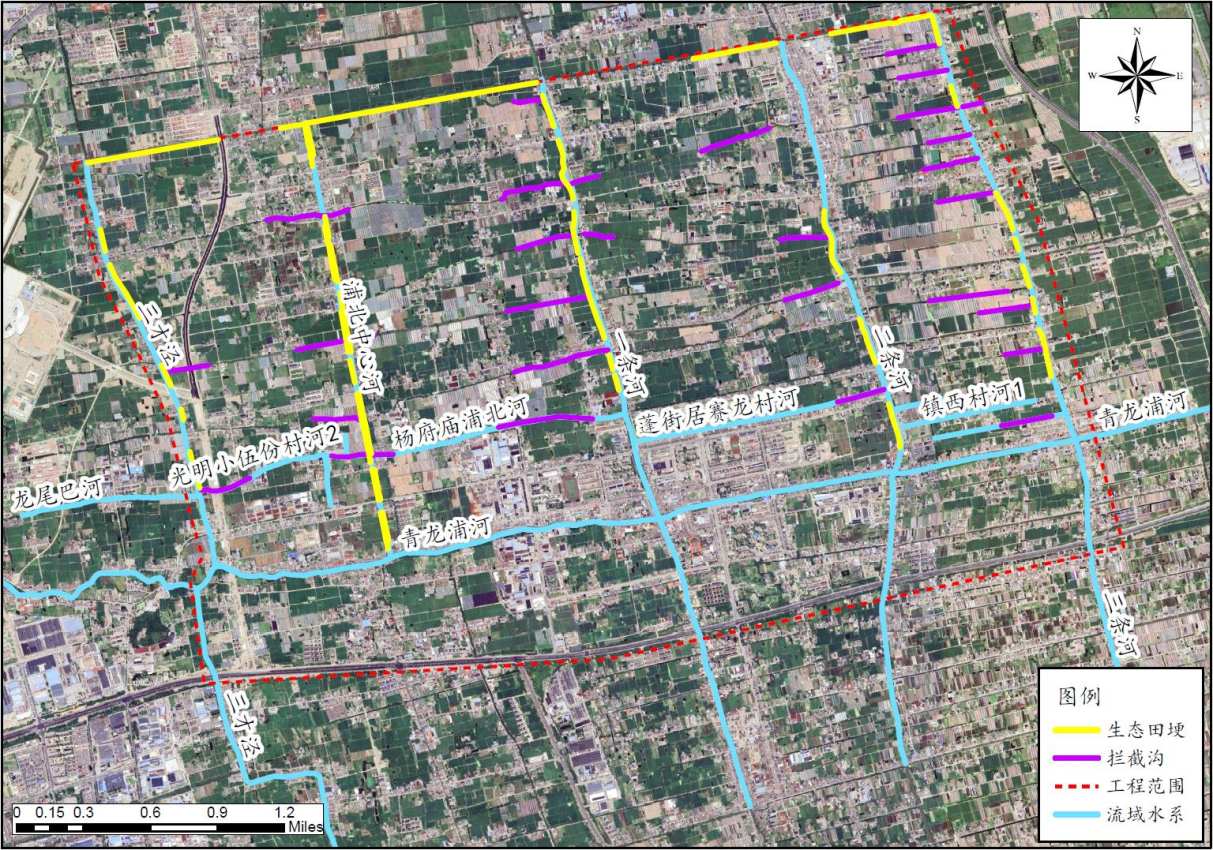 N
W E
S
三才泾
浦北中心河
一条河
二条河
杨府庙浦北河
蓬街居赛龙村河
镇西村河1
青龙浦河
光明小伍份村河2
龙尾巴河
青龙浦河
三条河
三才泾
图例
生态田埂
拦截沟
工程范围
流域水系
0 0.15 0.3 0.6 0.9 1.2
Miles